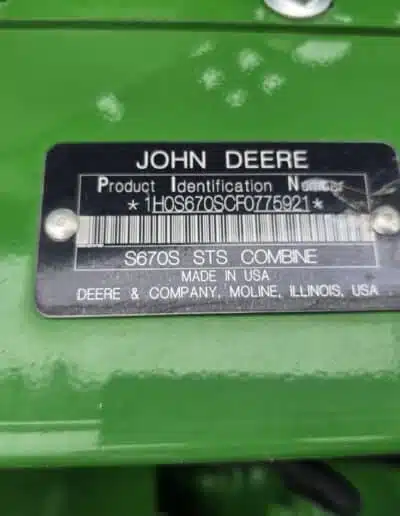 JOHN DEERE
Product Identification Number
*1H0S670SCF0775921*
S670S STS COMBINE
MADE IN USA
DEERE & COMPANY, MOLINE, ILLINOIS, USA